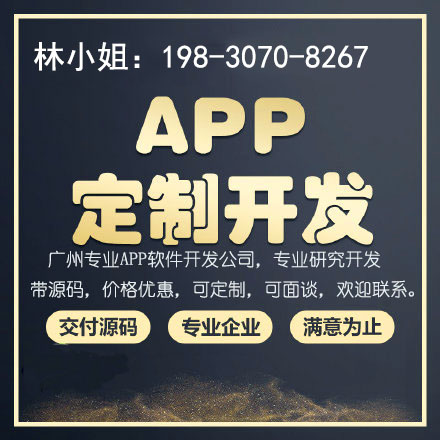 林小姐：198-3070-8267
APP
定制开发
广州专业APP软件开发公司，专业研究开发
带源码，价格优惠，可定制，可面谈，欢迎联系。
交付源码 专业企业 满意为止